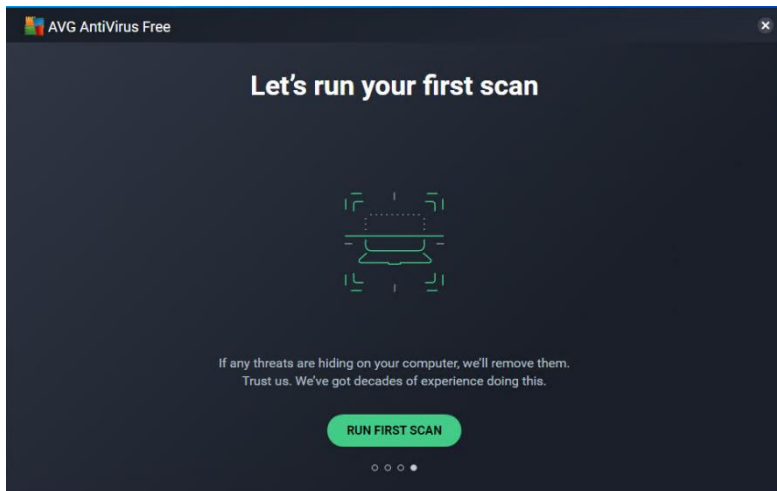 AVG AntiVirus Free
Let’s run your first scan
If any threats are hiding on your computer, we’ll remove them.
Trust us. We’ve got decades of experience doing this.
RUN FIRST SCAN